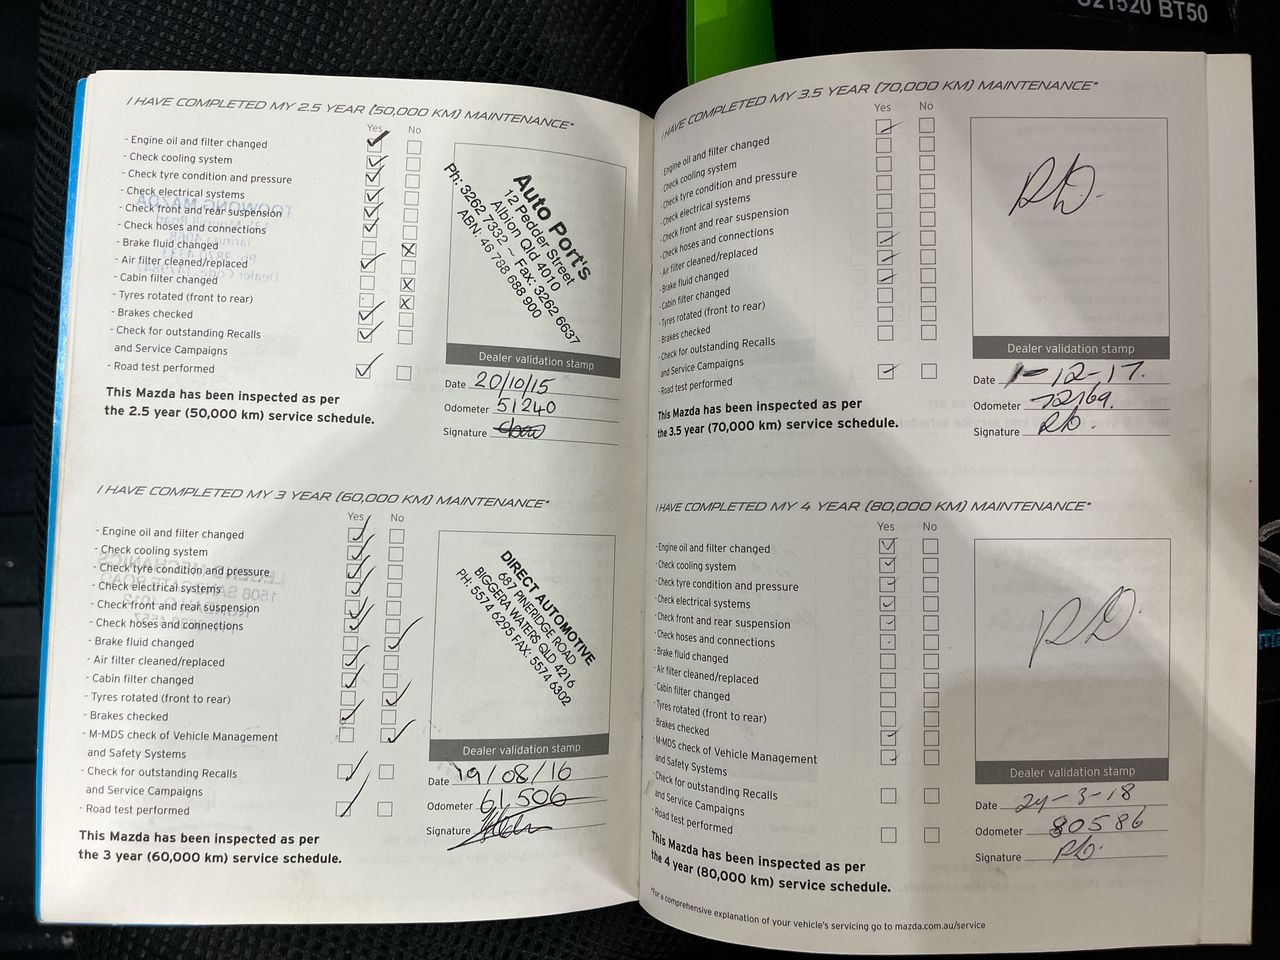 S21520 BT50
I HAVE COMPLETED MY 2.5 YEAR (50,000 KM) MAINTENANCE*
Yes No
- Engine oil and filter changed
- Check cooling system
- Check tyre condition and pressure
- Check electrical systems
- Check front and rear suspension
- Check hoses and connections
- Brake fluid changed
- Air filter cleaned/replaced
- Cabin filter changed
- Tyres rotated (front to rear)
- Brakes checked
- Check for outstanding Recalls
and Service Campaigns
- Road test performed
This Mazda has been inspected as per
the 2.5 year (50,000 km) service schedule.
Auto Port's
12 Pedder Street
Albion Qld 4010
Ph: 3262 7332 ~ Fax: 3262 6637
ABN: 46 788 688 900
Dealer validation stamp
Date 20/10/15
Odometer 51240
Signature
I HAVE COMPLETED MY 3 YEAR (60,000 KM) MAINTENANCE*
Yes No
- Engine oil and filter changed
- Check cooling system
- Check tyre condition and pressure
- Check electrical systems
- Check front and rear suspension
- Check hoses and connections
- Brake fluid changed
- Air filter cleaned/replaced
- Cabin filter changed
- Tyres rotated (front to rear)
- Brakes checked
- M-MDS check of Vehicle Management
and Safety Systems
- Check for outstanding Recalls
and Service Campaigns
- Road test performed
This Mazda has been inspected as per
the 3 year (60,000 km) service schedule.
DIRECT AUTOMOTIVE
687 PINERIDGE ROAD
BIGGERA WATERS QLD 4216
PH: 5574 6295 FAX: 5574 6302
Dealer validation stamp
Date 19/08/16
Odometer 61,506
Signature
I HAVE COMPLETED MY 3.5 YEAR (70,000 KM) MAINTENANCE*
Yes No
- Engine oil and filter changed
- Check cooling system
- Check tyre condition and pressure
- Check electrical systems
- Check front and rear suspension
- Check hoses and connections
- Air filter cleaned/replaced
- Brake fluid changed
- Cabin filter changed
- Tyres rotated (front to rear)
- Brakes checked
- Check for outstanding Recalls
and Service Campaigns
- Road test performed
This Mazda has been inspected as per
the 3.5 year (70,000 km) service schedule.
RD.
Dealer validation stamp
Date 1-12-17.
Odometer 72169.
Signature RD.
I HAVE COMPLETED MY 4 YEAR (80,000 KM) MAINTENANCE*
Yes No
- Engine oil and filter changed
- Check cooling system
- Check tyre condition and pressure
- Check electrical systems
- Check front and rear suspension
- Check hoses and connections
- Brake fluid changed
- Air filter cleaned/replaced
- Cabin filter changed
- Tyres rotated (front to rear)
- Brakes checked
- M-MDS check of Vehicle Management
and Safety Systems
- Check for outstanding Recalls
and Service Campaigns
- Road test performed
This Mazda has been inspected as per
the 4 year (80,000 km) service schedule.
RD.
Dealer validation stamp
Date 24-3-18
Odometer 80586
Signature RD.
*For a comprehensive explanation of your vehicle's servicing go to mazda.com.au/service